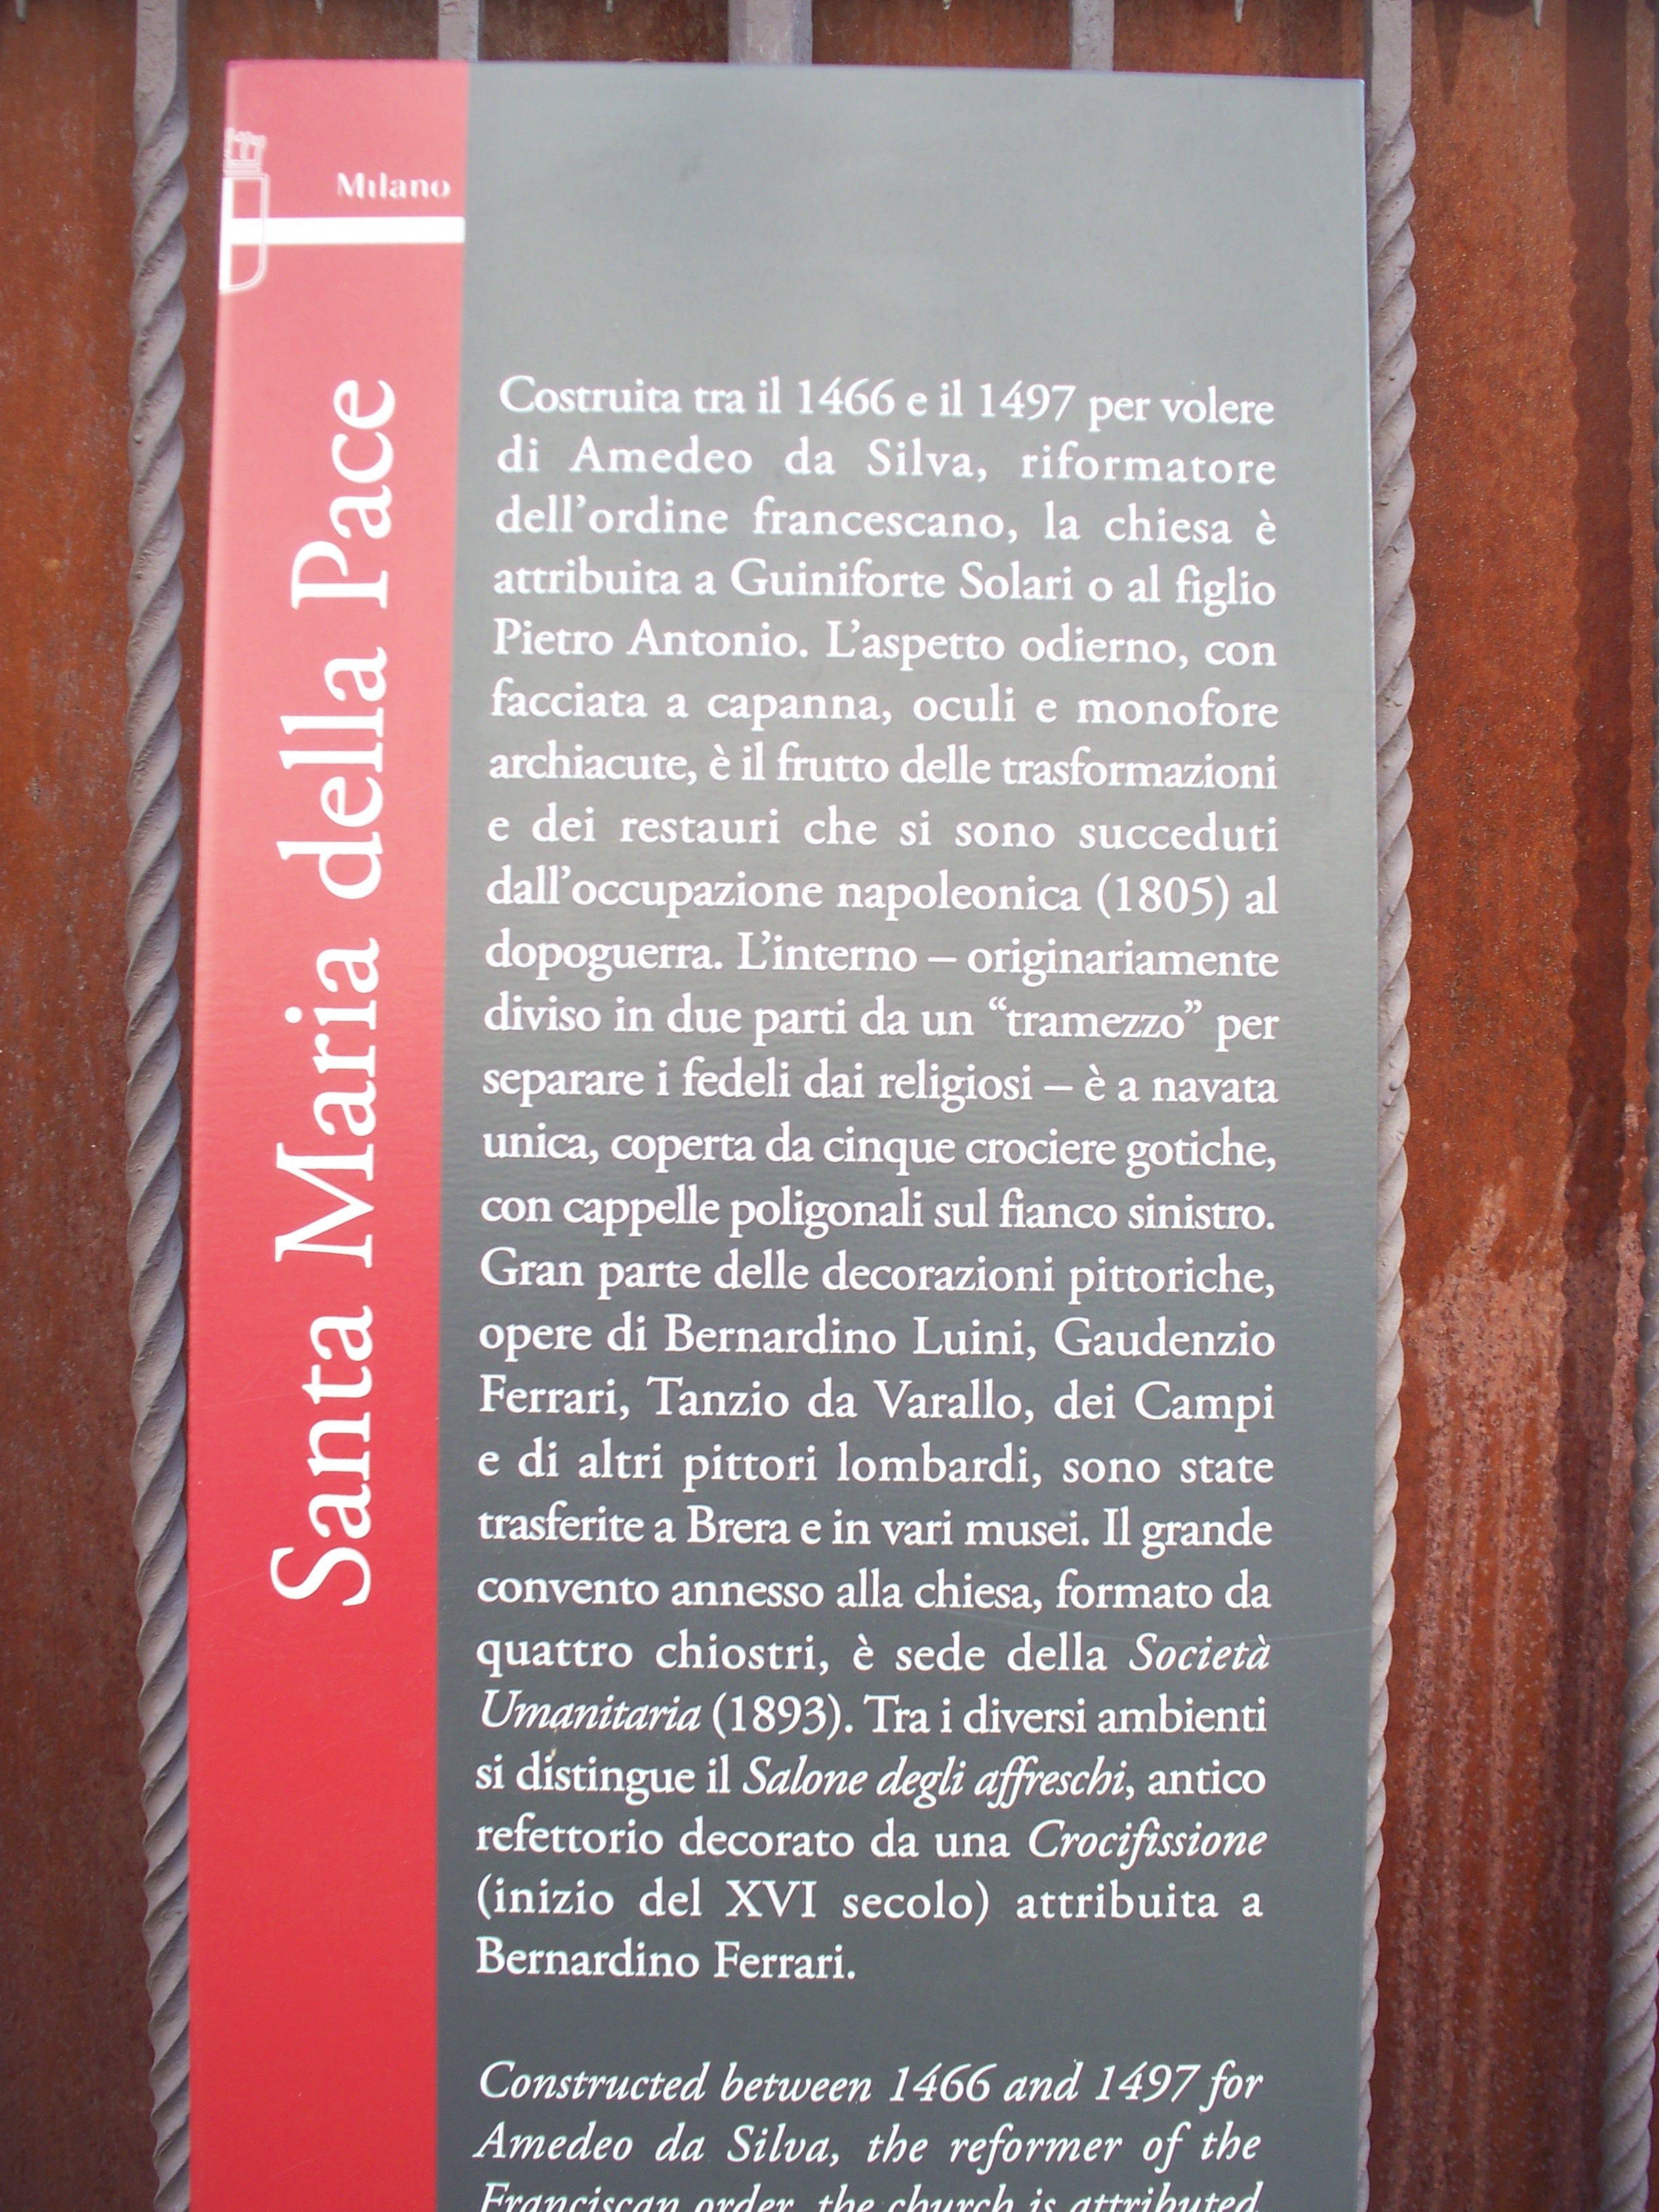 Milano
Santa Maria della Pace
Costruita tra il 1466 e il 1497 per volere
di Amedeo da Silva, riformatore
dell'ordine francescano, la chiesa è
attribuita a Guiniforte Solari o al figlio
Pietro Antonio. L'aspetto odierno, con
facciata a capanna, oculi e monofore
archiacute, è il frutto delle trasformazioni
e dei restauri che si sono succeduti
dall'occupazione napoleonica (1805) al
dopoguerra. L'interno – originariamente
diviso in due parti da un “tramezzo” per
separare i fedeli dai religiosi – è a navata
unica, coperta da cinque crociere gotiche,
con cappelle poligonali sul fianco sinistro.
Gran parte delle decorazioni pittoriche,
opere di Bernardino Luini, Gaudenzio
Ferrari, Tanzio da Varallo, dei Campi
e di altri pittori lombardi, sono state
trasferite a Brera e in vari musei. Il grande
convento annesso alla chiesa, formato da
quattro chiostri, è sede della Società
Umanitaria (1893). Tra i diversi ambienti
si distingue il Salone degli affreschi, antico
refettorio decorato da una Crocifissione
(inizio del XVI secolo) attribuita a
Bernardino Ferrari.
Constructed between 1466 and 1497 for
Amedeo da Silva, the reformer of the
Franciscan order, the church is attributed